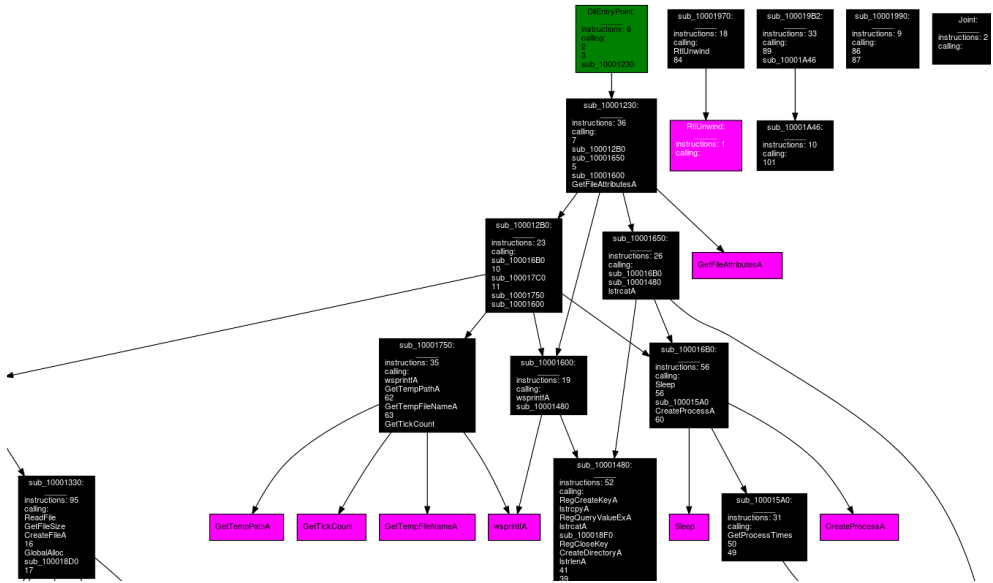 DllEntryPoint:
instructions: 6
calling:
2
3
sub_10001230
sub_10001970:
instructions: 18
calling:
RtlUnwind
84
sub_100019B2:
instructions: 33
calling:
89
sub_10001A46
sub_10001990:
instructions: 9
calling:
86
87
Joint:
instructions: 2
calling:
sub_10001230:
instructions: 36
calling:
7
sub_100012B0
sub_10001650
5
sub_10001600
GetFileAttributesA
RtlUnwind:
instructions: 1
calling:
sub_10001A46:
instructions: 10
calling:
101
sub_100012B0:
instructions: 23
calling:
sub_100016B0
10
sub_100017C0
11
sub_10001750
sub_10001600
sub_10001650:
instructions: 26
calling:
sub_100016B0
sub_10001480
lstrcatA
GetFileAttributesA
sub_10001750:
instructions: 35
calling:
wsprintfA
GetTempPathA
62
GetTempFileNameA
63
GetTickCount
sub_10001600:
instructions: 19
calling:
wsprintfA
sub_10001480
sub_100016B0:
instructions: 56
calling:
Sleep
56
sub_100015A0
CreateProcessA
60
sub_10001330:
instructions: 95
calling:
ReadFile
GetFileSize
CreateFileA
16
GlobalAlloc
sub_100018D0
17
GetTempPathA
GetTickCount
GetTempFileNameA
wsprintfA
sub_10001480:
instructions: 52
calling:
RegCreateKeyA
lstrcpyA
RegQueryValueExA
lstrcatA
sub_100018F0
RegCloseKey
CreateDirectoryA
lstrlenA
41
39
Sleep
sub_100015A0:
instructions: 31
calling:
GetProcessTimes
50
49
CreateProcessA